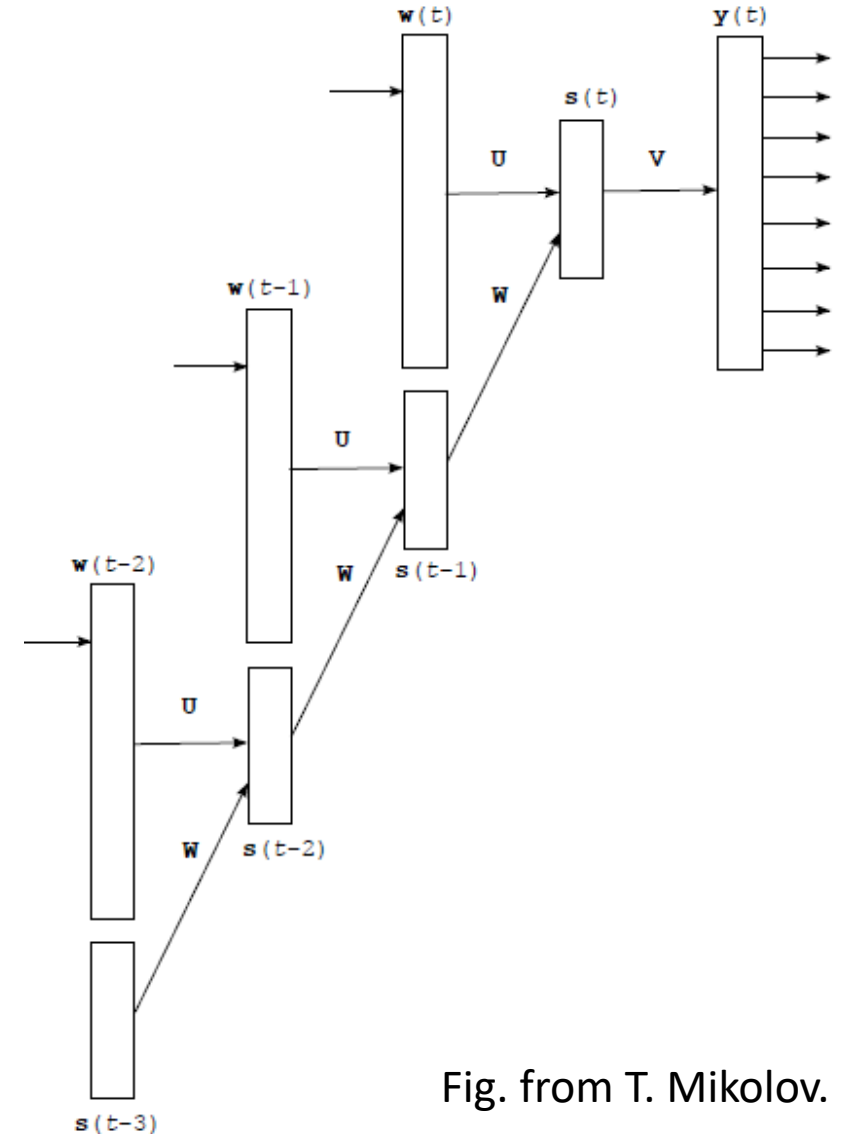 w(t)
y(t)
s(t)
U
V
w(t-1)
W
U
w(t-2)
W
s(t-1)
U
W
s(t-2)
Fig. from T. Mikolov.
s(t-3)